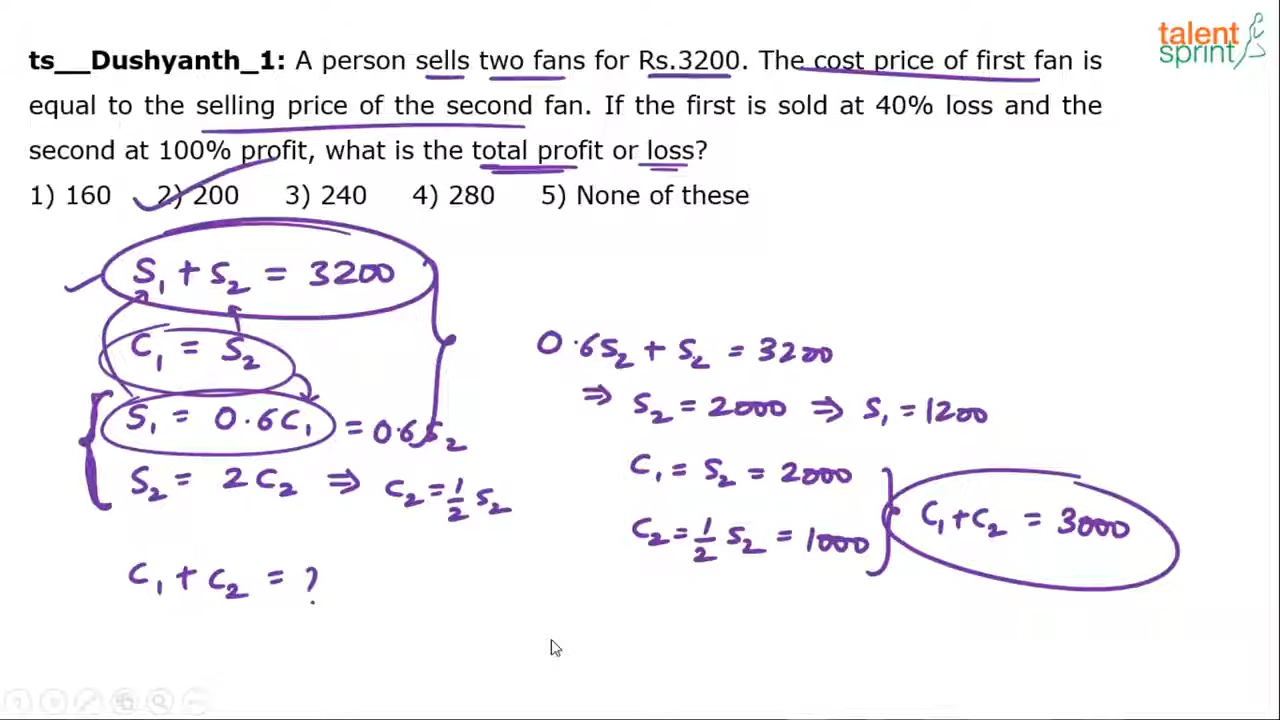 talent
sprint
ts__Dushyanth_1: A person sells two fans for Rs.3200. The cost price of first fan is
equal to the selling price of the second fan. If the first is sold at 40% loss and the
second at 100% profit, what is the total profit or loss?
1) 160 2) 200 3) 240 4) 280 5) None of these
S₁ + S₂ = 3200
C₁ = S₂
S₁ = 0.6C₁ = 0.6S₂
S₂ = 2C₂ ⇒ C₂ = 1/2 S₂
C₁ + C₂ = ?
0.6S₂ + S₂ = 3200
⇒ S₂ = 2000 ⇒ S₁ = 1200
C₁ = S₂ = 2000
C₂ = 1/2 S₂ = 1000
C₁ + C₂ = 3000